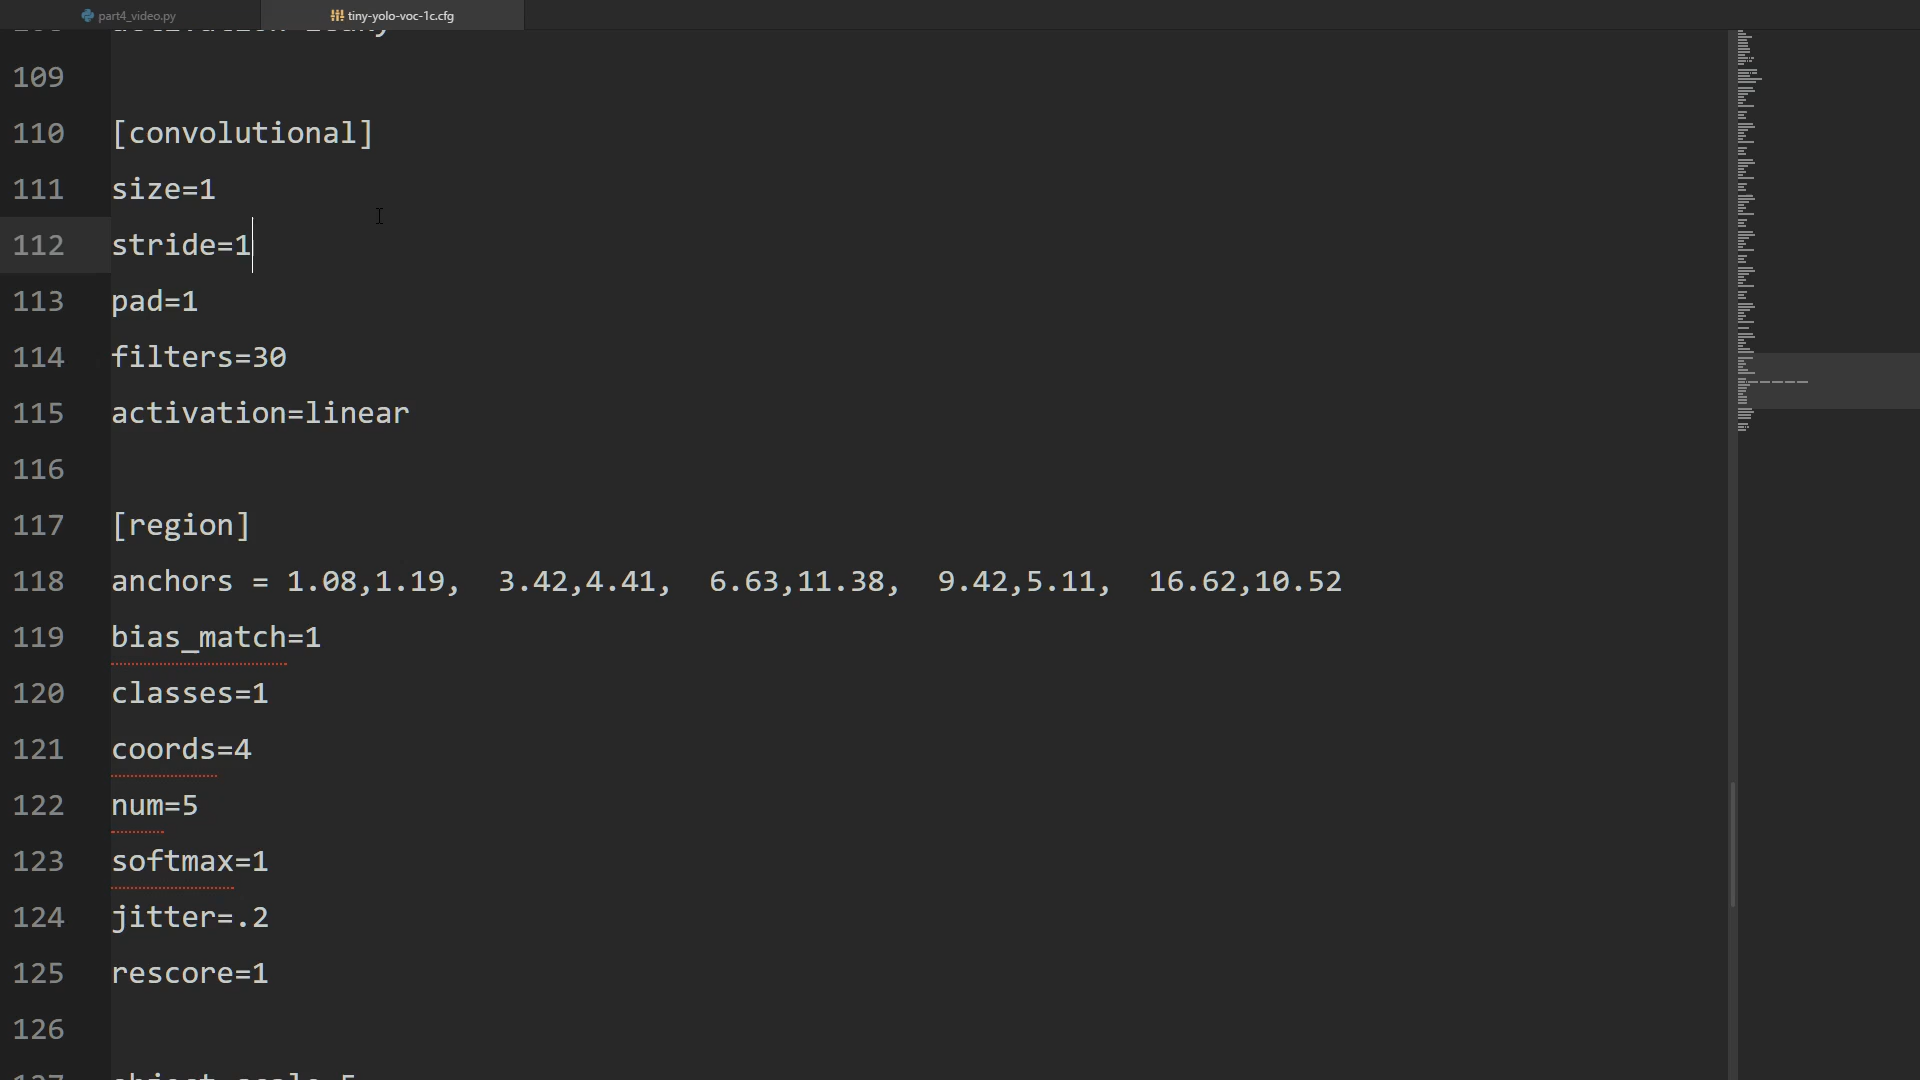 part4_video.py
tiny-yolo-voc-1c.cfg
109
110 [convolutional]
111 size=1
112 stride=1
113 pad=1
114 filters=30
115 activation=linear
116
117 [region]
118 anchors = 1.08,1.19,  3.42,4.41,  6.63,11.38,  9.42,5.11,  16.62,10.52
119 bias_match=1
120 classes=1
121 coords=4
122 num=5
123 softmax=1
124 jitter=.2
125 rescore=1
126